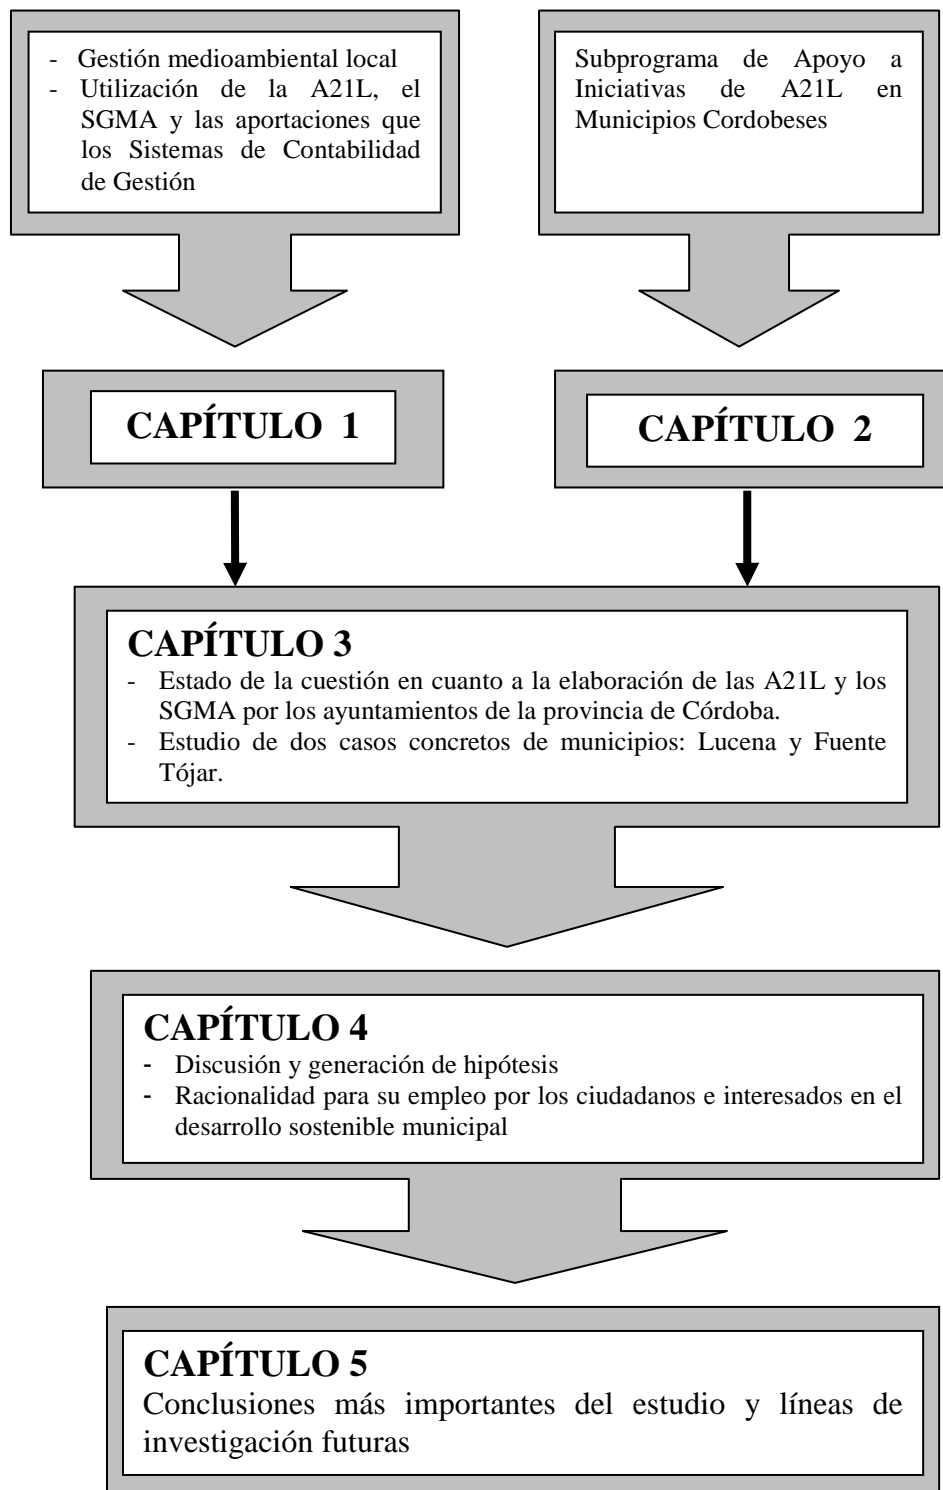 - Gestión medioambiental local
- Utilización de la A21L, el
SGMA y las aportaciones que
los Sistemas de Contabilidad
de Gestión
Subprograma de Apoyo a
Iniciativas de A21L en
Municipios Cordobeses
CAPÍTULO 1
CAPÍTULO 2
CAPÍTULO 3
- Estado de la cuestión en cuanto a la elaboración de las A21L y los
SGMA por los ayuntamientos de la provincia de Córdoba.
- Estudio de dos casos concretos de municipios: Lucena y Fuente
Tójar.
CAPÍTULO 4
- Discusión y generación de hipótesis
- Racionalidad para su empleo por los ciudadanos e interesados en el
desarrollo sostenible municipal
CAPÍTULO 5
Conclusiones más importantes del estudio y líneas de
investigación futuras